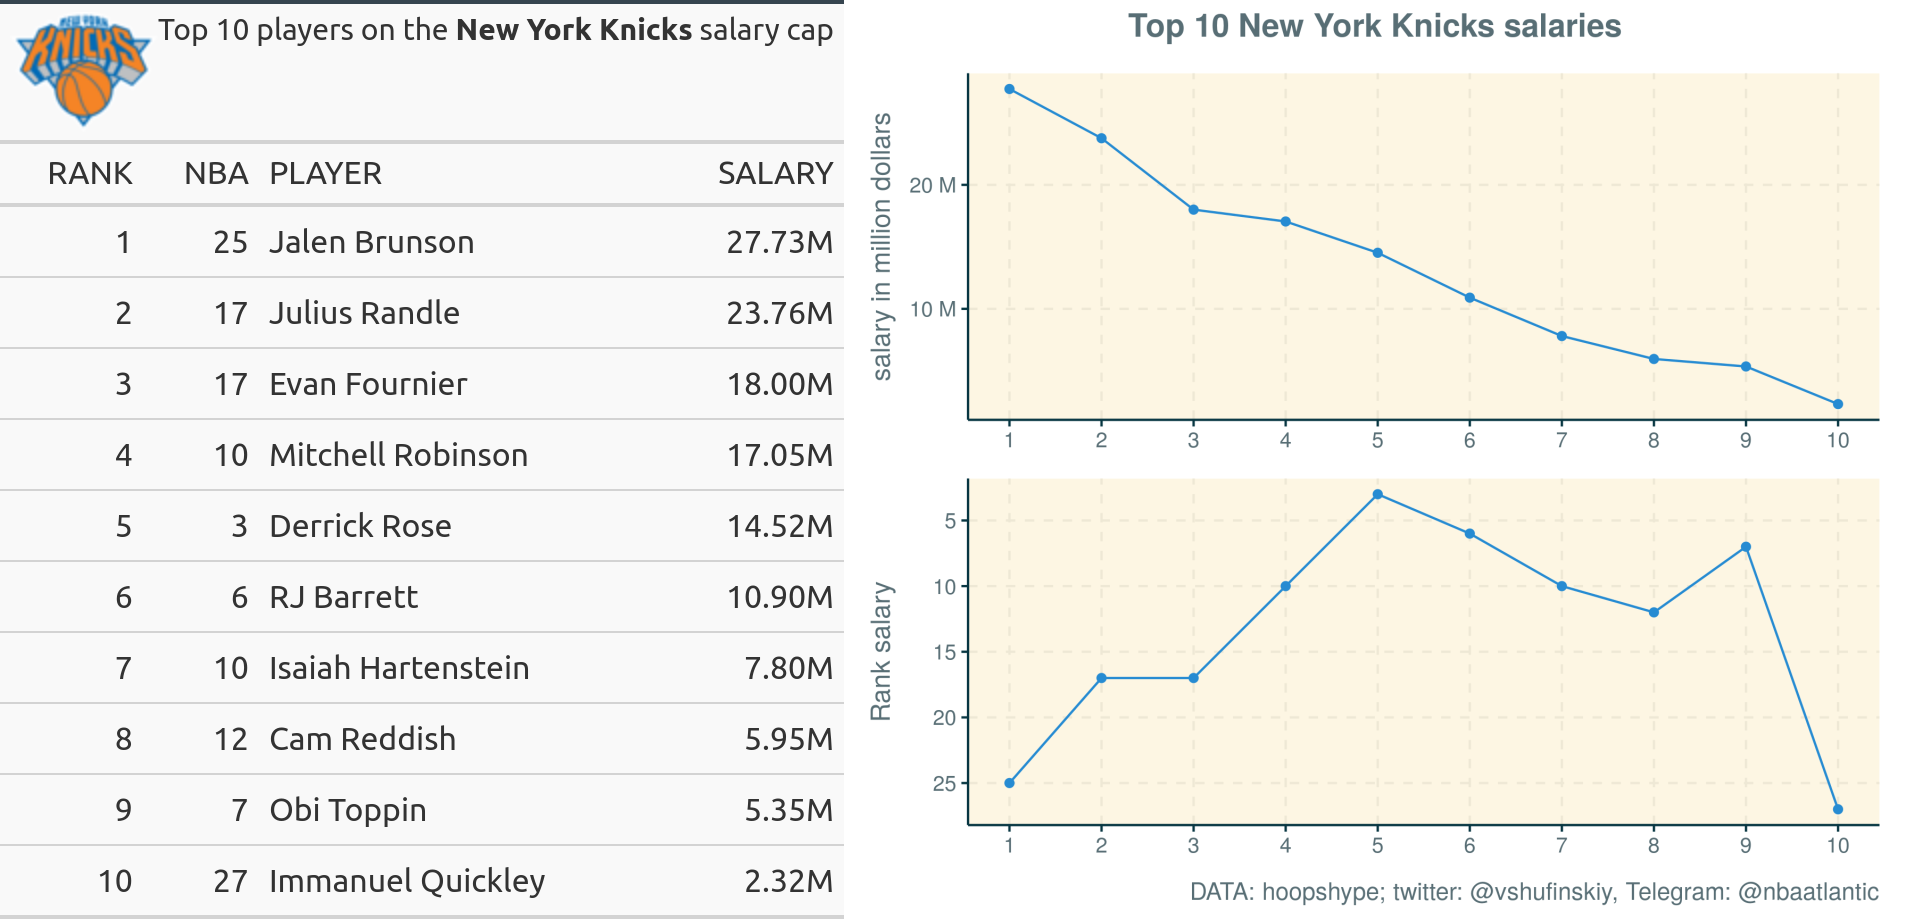 NEW YORK
KNICKS
Top 10 players on the New York Knicks salary cap
RANK NBA PLAYER SALARY
1 25 Jalen Brunson 27.73M
2 17 Julius Randle 23.76M
3 17 Evan Fournier 18.00M
4 10 Mitchell Robinson 17.05M
5 3 Derrick Rose 14.52M
6 6 RJ Barrett 10.90M
7 10 Isaiah Hartenstein 7.80M
8 12 Cam Reddish 5.95M
9 7 Obi Toppin 5.35M
10 27 Immanuel Quickley 2.32M
Top 10 New York Knicks salaries
salary in million dollars
20 M
10 M
1 2 3 4 5 6 7 8 9 10
Rank salary
5
10
15
20
25
1 2 3 4 5 6 7 8 9 10
DATA: hoopshype; twitter: @vshufinskiy, Telegram: @nbaatlantic